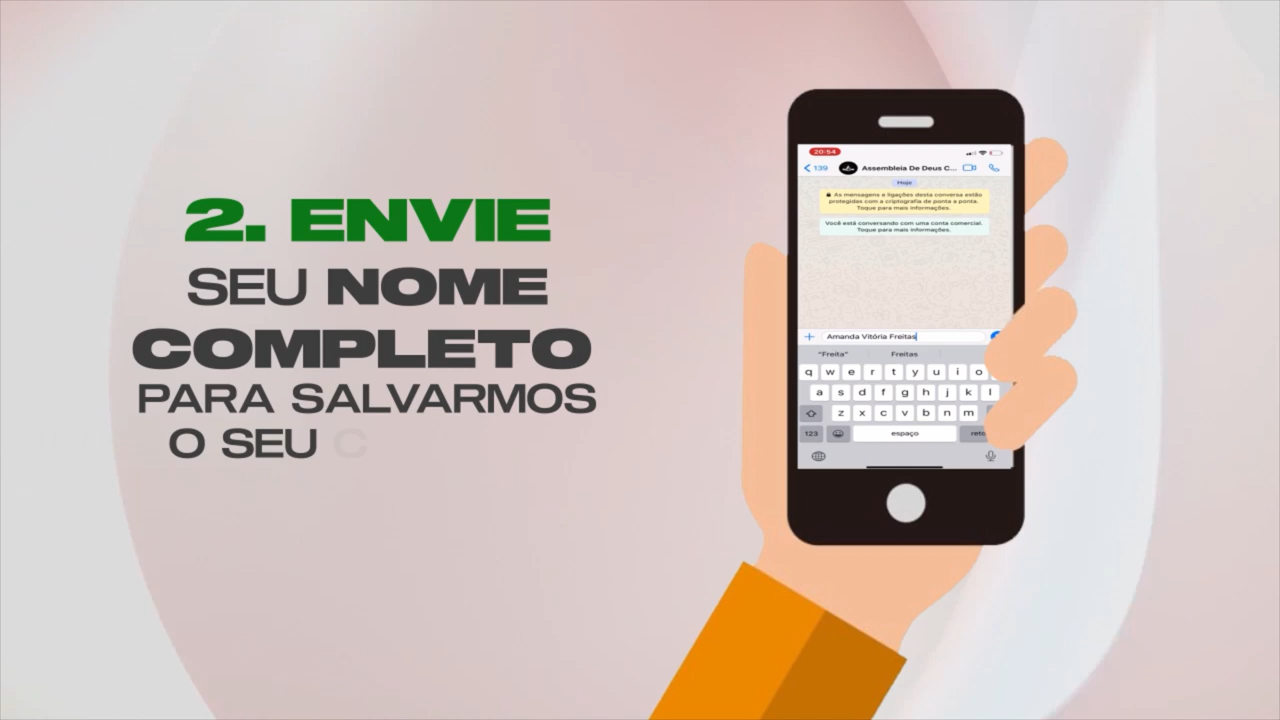 2. ENVIE
SEU NOME
COMPLETO
PARA SALVARMOS
O SEU C
20:54
139 Assembleia De Deus C...
Hoje
As mensagens e ligações desta conversa estão
protegidas com a criptografia de ponta a ponta.
Toque para mais informações.
Você está conversando com uma conta comercial.
Toque para mais informações.
Amanda Vitória Freitas
"Freita" Freitas
q w e r t y u i o
a s d f g h j k l
z x c v b n m
123 espaço reto